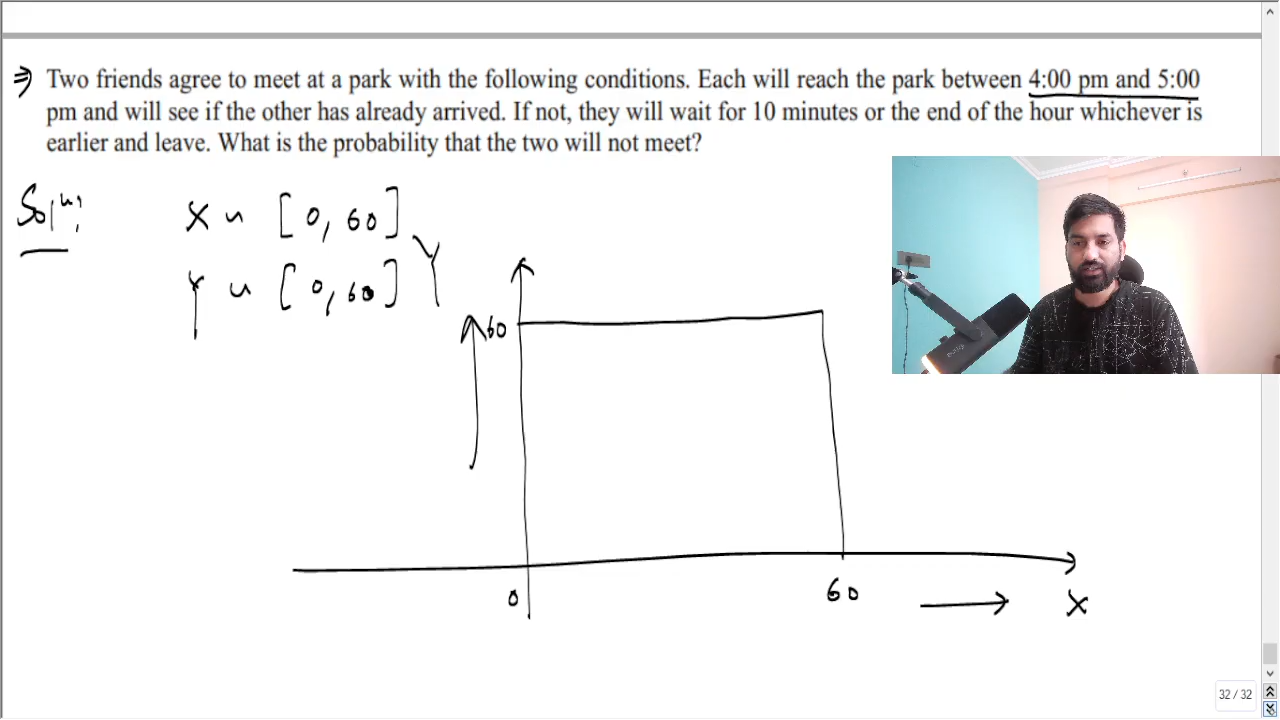 ⇒ Two friends agree to meet at a park with the following conditions. Each will reach the park between 4:00 pm and 5:00
pm and will see if the other has already arrived. If not, they will wait for 10 minutes or the end of the hour whichever is
earlier and leave. What is the probability that the two will not meet?
Solⁿ:
X ~ [0, 60]
Y ~ [0, 60]
Y
60
0
60
X
32 / 32